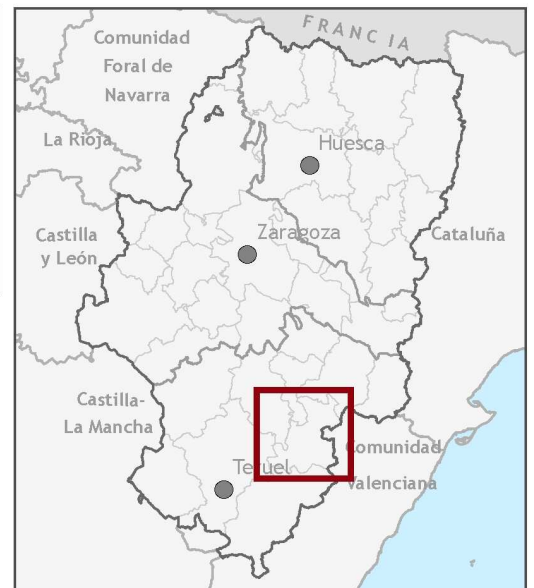 FRANCIA
Comunidad
Foral de
Navarra
La Rioja
Huesca
Zaragoza
Castilla
y León
Cataluña
Castilla-
La Mancha
Teruel
Comunidad
Valenciana